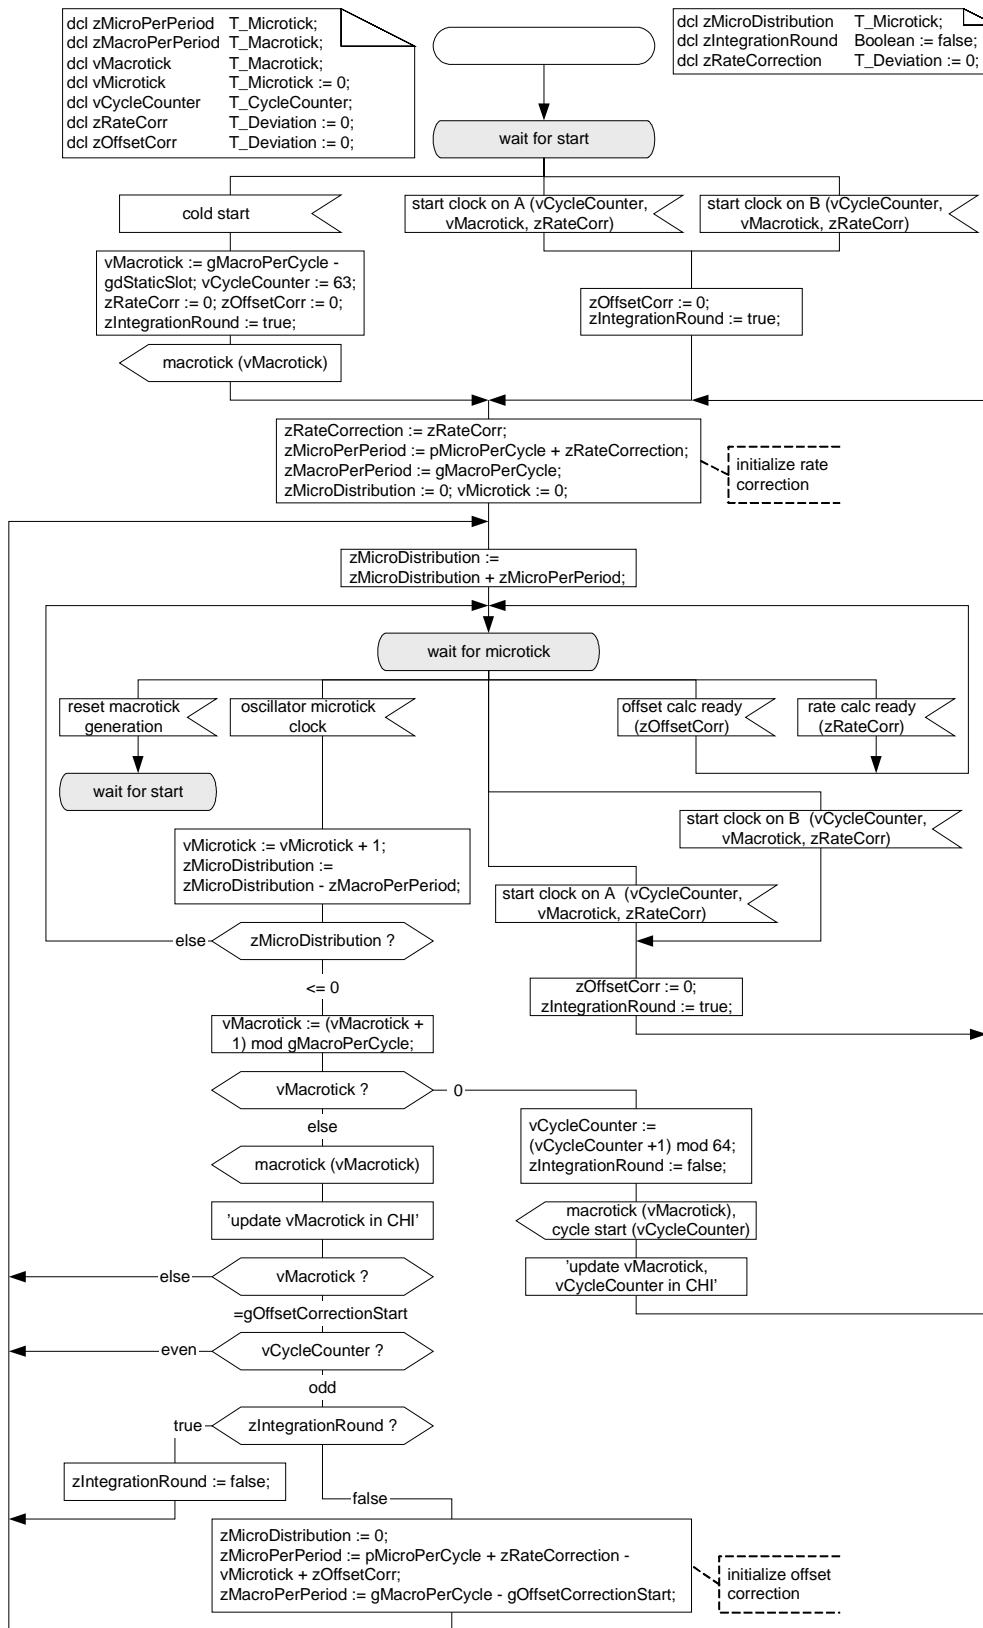 dcl zMicroPerPeriod T_Microtick;
dcl zMacroPerPeriod T_Macrotick;
dcl vMacrotick T_Macrotick;
dcl vMicrotick T_Microtick := 0;
dcl vCycleCounter T_CycleCounter;
dcl zRateCorr T_Deviation := 0;
dcl zOffsetCorr T_Deviation := 0;
dcl zMicroDistribution T_Microtick;
dcl zIntegrationRound Boolean := false;
dcl zRateCorrection T_Deviation := 0;
wait for start
cold start
start clock on A (vCycleCounter,
vMacrotick, zRateCorr)
start clock on B (vCycleCounter,
vMacrotick, zRateCorr)
vMacrotick := gMacroPerCycle -
gdStaticSlot; vCycleCounter := 63;
zRateCorr := 0; zOffsetCorr := 0;
zIntegrationRound := true;
zOffsetCorr := 0;
zIntegrationRound := true;
macrotick (vMacrotick)
zRateCorrection := zRateCorr;
zMicroPerPeriod := pMicroPerCycle + zRateCorrection;
zMacroPerPeriod := gMacroPerCycle;
zMicroDistribution := 0; vMicrotick := 0;
initialize rate
correction
zMicroDistribution :=
zMicroDistribution + zMicroPerPeriod;
wait for microtick
reset macrotick
generation
oscillator microtick
clock
offset calc ready
(zOffsetCorr)
rate calc ready
(zRateCorr)
wait for start
start clock on B (vCycleCounter,
vMacrotick, zRateCorr)
vMicrotick := vMicrotick + 1;
zMicroDistribution :=
zMicroDistribution - zMacroPerPeriod;
start clock on A (vCycleCounter,
vMacrotick, zRateCorr)
else
zMicroDistribution ?
<= 0
zOffsetCorr := 0;
zIntegrationRound := true;
vMacrotick := (vMacrotick +
1) mod gMacroPerCycle;
vMacrotick ?
0
else
vCycleCounter :=
(vCycleCounter +1) mod 64;
zIntegrationRound := false;
macrotick (vMacrotick)
macrotick (vMacrotick),
cycle start (vCycleCounter)
'update vMacrotick in CHI'
'update vMacrotick,
vCycleCounter in CHI'
else
vMacrotick ?
=gOffsetCorrectionStart
even
vCycleCounter ?
odd
true
zIntegrationRound ?
zIntegrationRound := false;
false
zMicroDistribution := 0;
zMicroPerPeriod := pMicroPerCycle + zRateCorrection -
vMicrotick + zOffsetCorr;
zMacroPerPeriod := gMacroPerCycle - gOffsetCorrectionStart;
initialize offset
correction